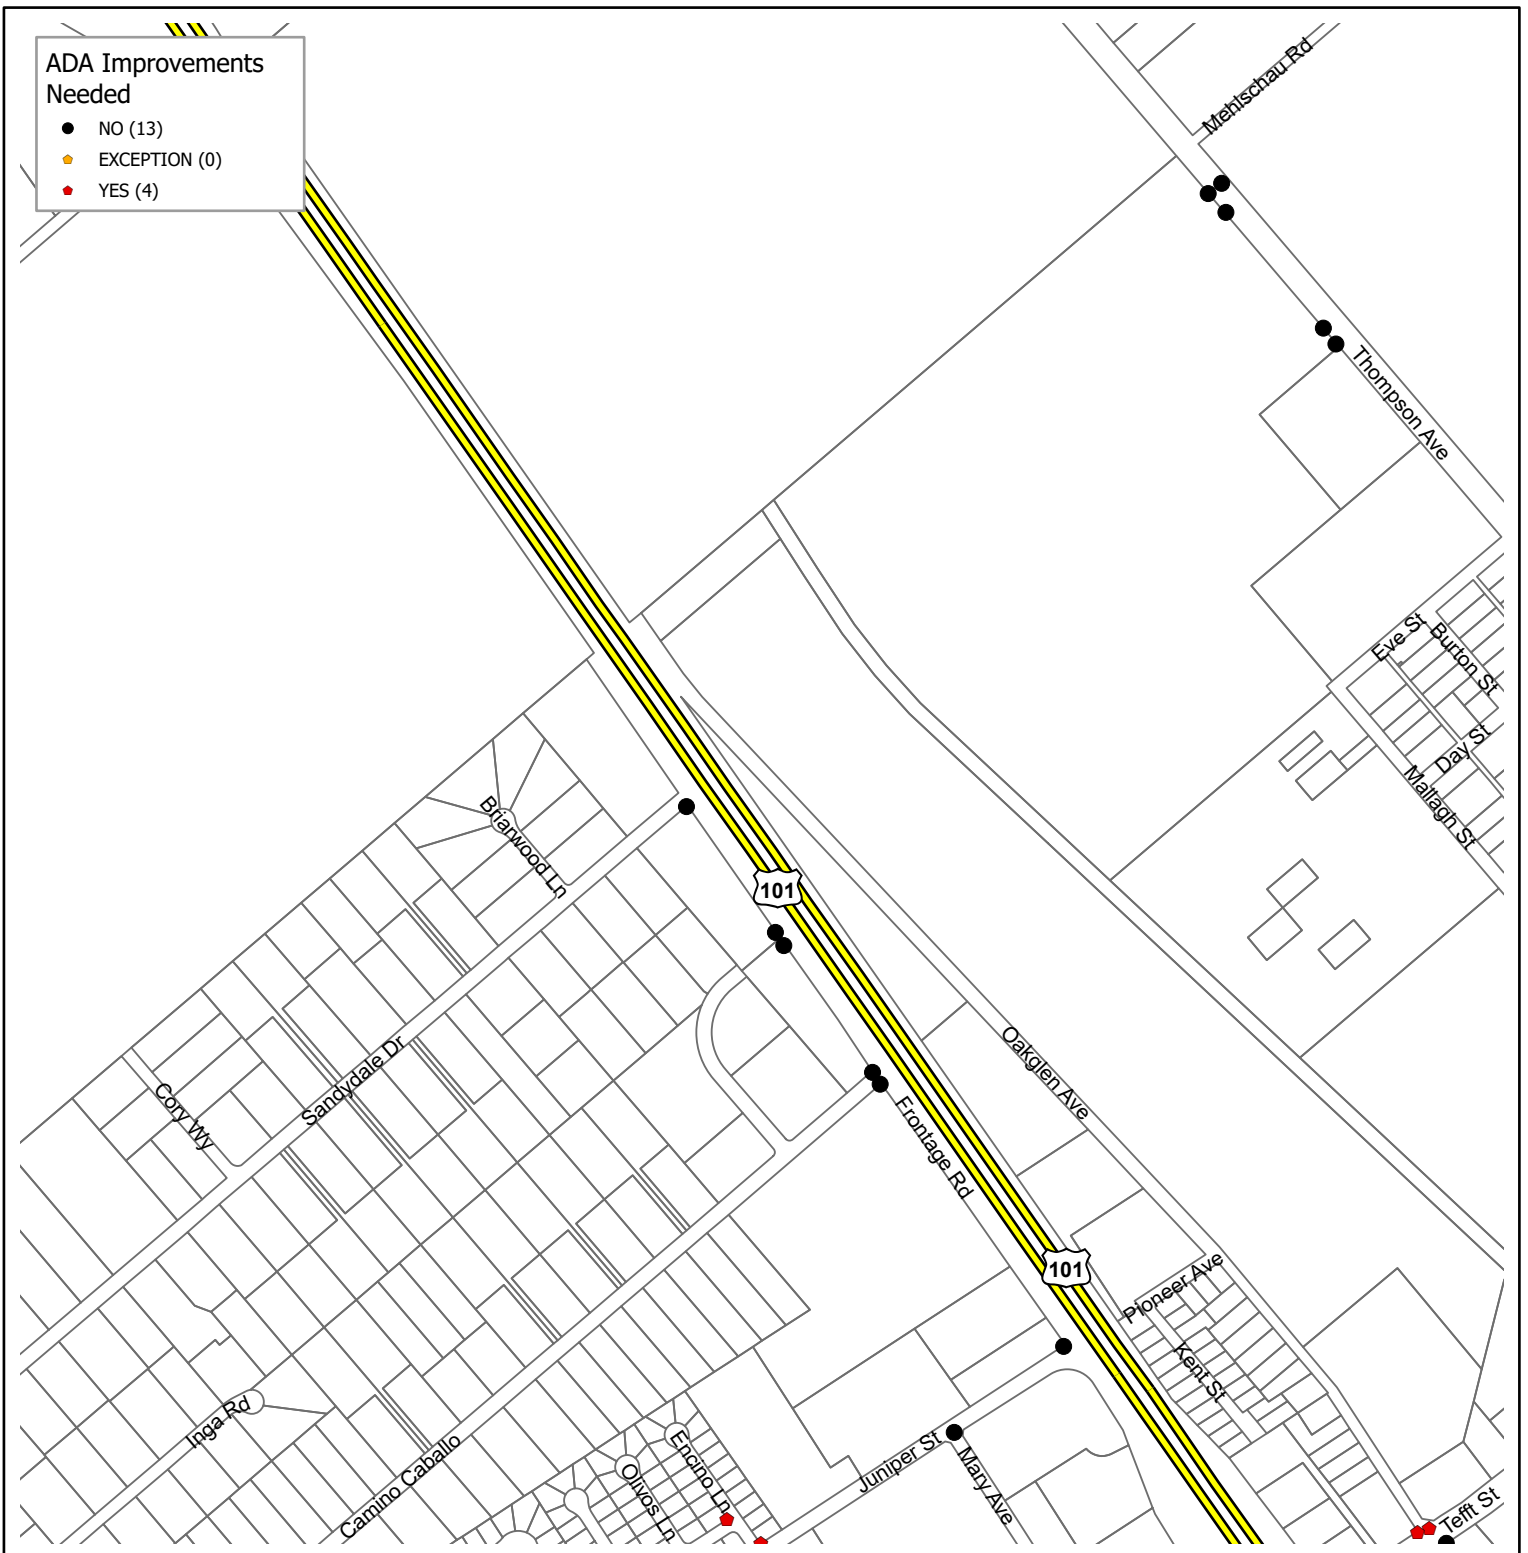 ADA Improvements
Needed
NO (13)
EXCEPTION (0)
YES (4)
Mehlschau Rd
Thompson Ave
Eve St
Burton St
Day St
Mallagh St
Briarwood Ln
101
Sandydale Dr
Cory Wy
Oakglen Ave
Frontage Rd
101
Pioneer Ave
Kent St
Inga Rd
Camino Caballo
Encino Ln
Olivos Ln
Juniper St
Mary Ave
Tefft St